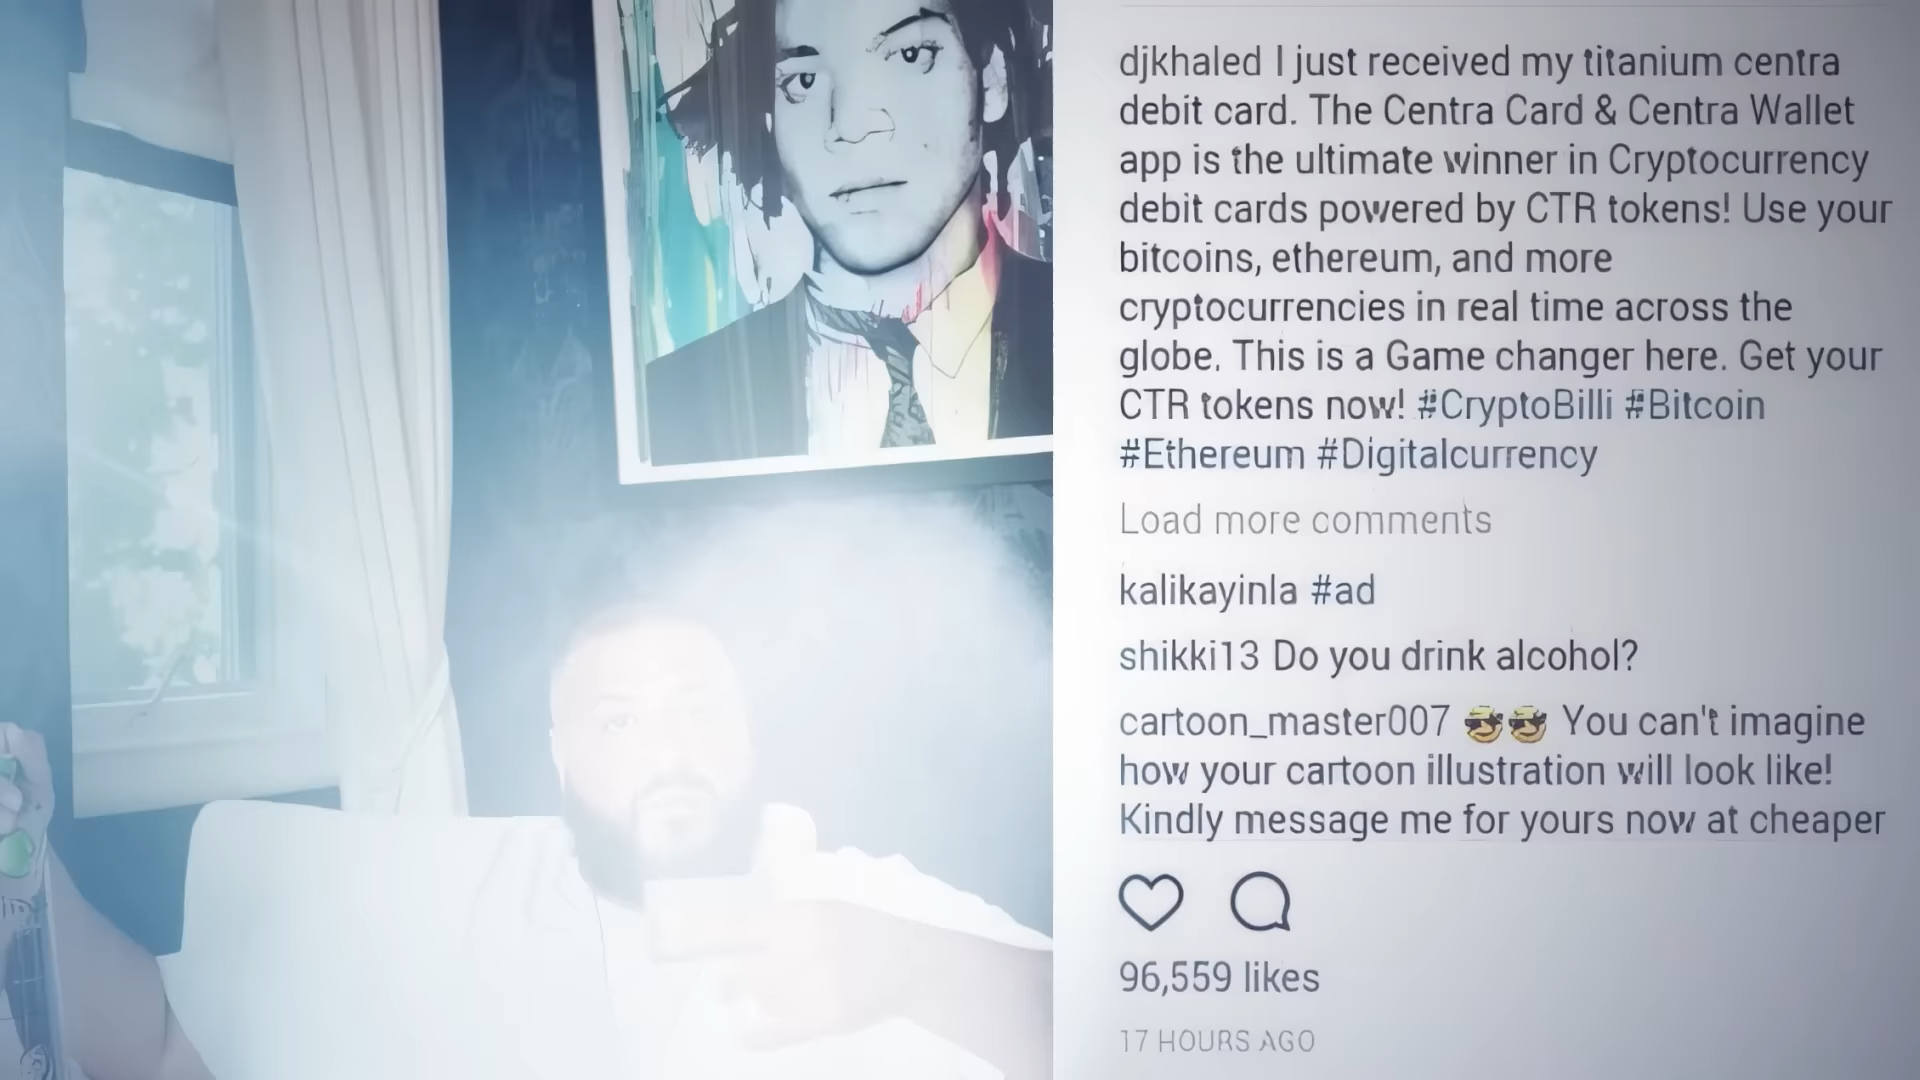 djkhaled I just received my titanium centra
debit card. The Centra Card & Centra Wallet
app is the ultimate winner in Cryptocurrency
debit cards powered by CTR tokens! Use your
bitcoins, ethereum, and more
cryptocurrencies in real time across the
globe. This is a Game changer here. Get your
CTR tokens now! #CryptoBilli #Bitcoin
#Ethereum #Digitalcurrency
Load more comments
kalikayinla #ad
shikki13 Do you drink alcohol?
cartoon_master007 😎😎 You can't imagine
how your cartoon illustration will look like!
Kindly message me for yours now at cheaper
96,559 likes
17 HOURS AGO